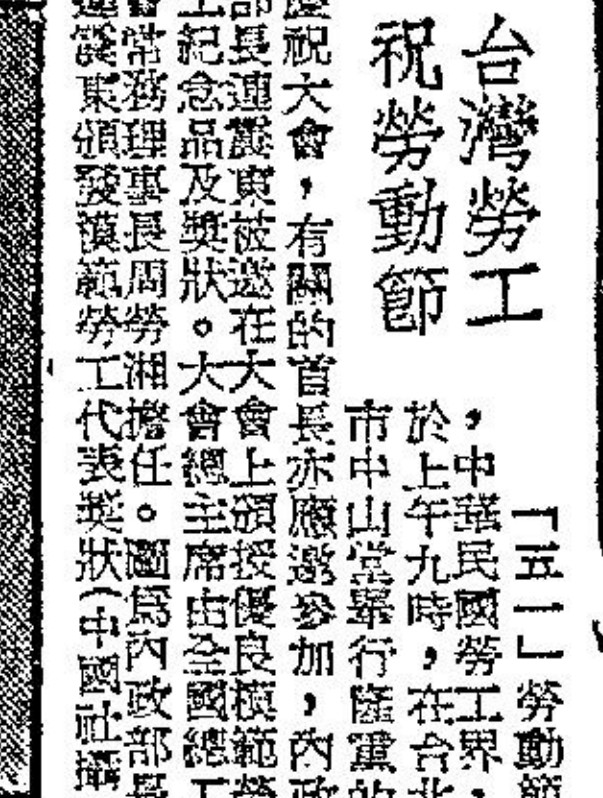 台灣勞工
祝勞動節
「五一」勞動節
，中華民國勞工界，
於上午九時，在台北
市中山堂舉行隆重的
慶祝大會，有關的首長亦應邀參加，內政
部長連震東被邀在大會上頒授優良模範勞
上紀念品及獎狀。大會總主席由全國總工
會常務理事長周勞湘擔任。圖爲內政部長
連震東頒發模範勞工代表獎狀(中國社攝